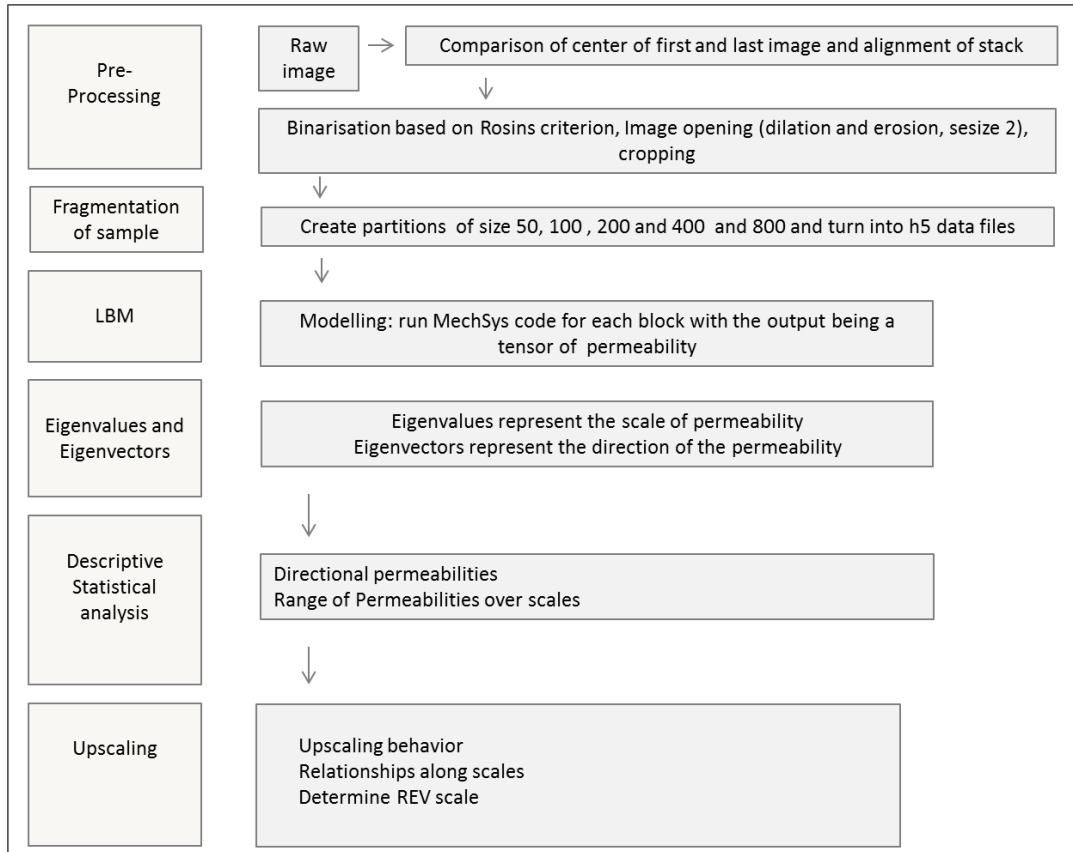 Pre-
Processing
Raw
image
Comparison of center of first and last image and alignment of stack
Binarisation based on Rosins criterion, Image opening (dilation and erosion, sesize 2),
cropping
Fragmentation
of sample
Create partitions of size 50, 100 , 200 and 400 and 800 and turn into h5 data files
LBM
Modelling: run MechSys code for each block with the output being a
tensor of permeability
Eigenvalues and
Eigenvectors
Eigenvalues represent the scale of permeability
Eigenvectors represent the direction of the permeability
Descriptive
Statistical
analysis
Directional permeabilities
Range of Permeabilities over scales
Upscaling
Upscaling behavior
Relationships along scales
Determine REV scale